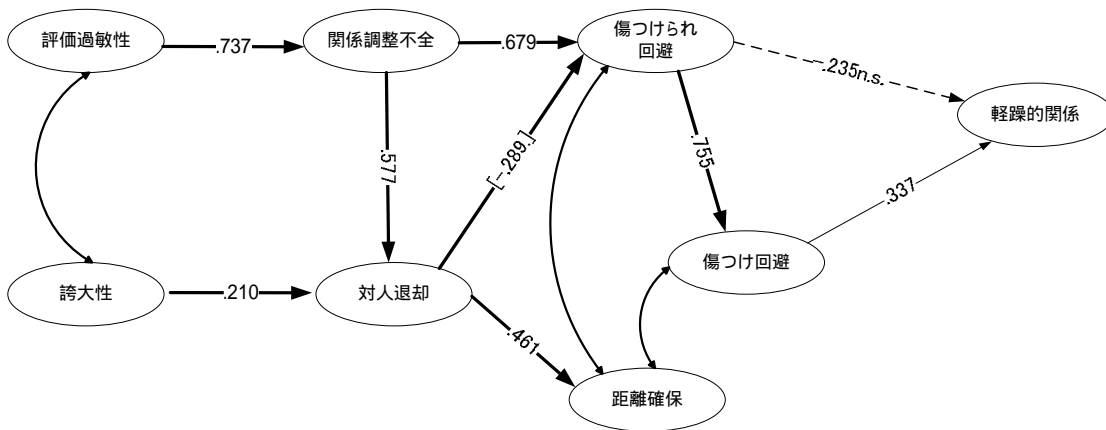 評価過敏性
.737
関係調整不全
.679
傷つけられ
回避
.235n.s.
軽躁的関係
.577
[-.289.]
.755
.337
傷つけ回避
誇大性
.210
対人退却
.461
距離確保